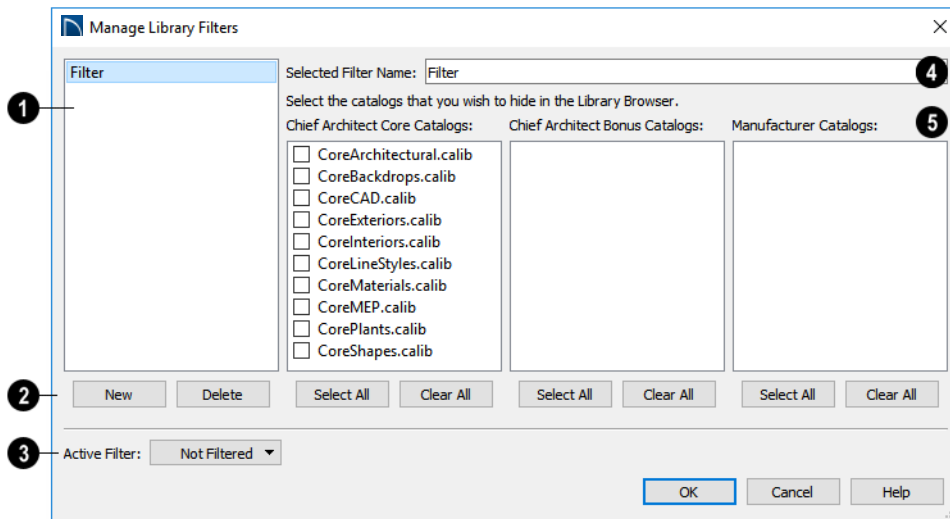 Manage Library Filters
1
Filter
Selected Filter Name: Filter
4
Select the catalogs that you wish to hide in the Library Browser.
Chief Architect Core Catalogs:
Chief Architect Bonus Catalogs:
Manufacturer Catalogs:
5
CoreArchitectural.calib
CoreBackdrops.calib
CoreCAD.calib
CoreExteriors.calib
CoreInteriors.calib
CoreLineStyles.calib
CoreMaterials.calib
CoreMEP.calib
CorePlants.calib
CoreShapes.calib
2
New
Delete
Select All
Clear All
Select All
Clear All
Select All
Clear All
3
Active Filter: Not Filtered
OK
Cancel
Help